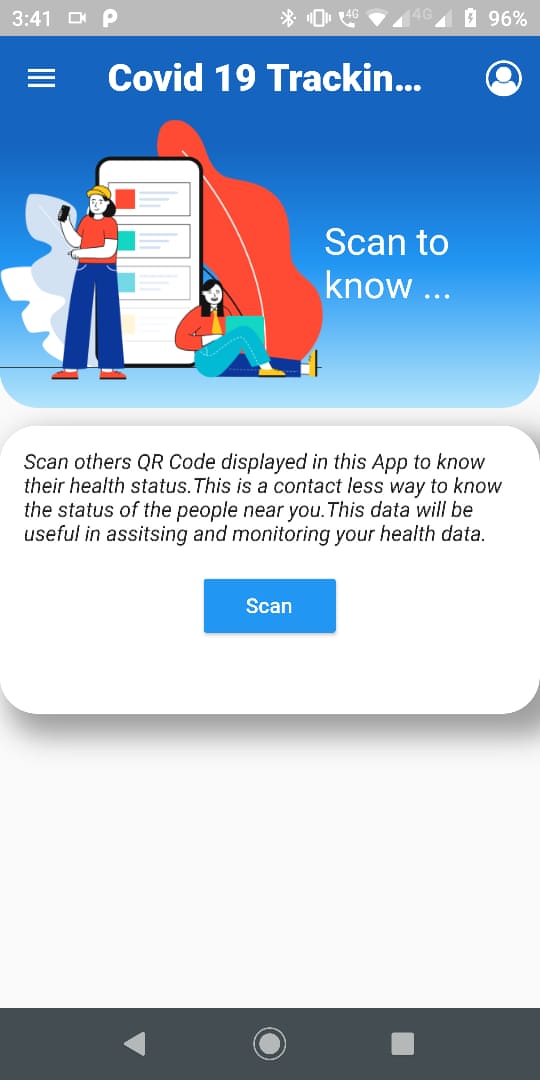 3:41
4G
4G
96%
Covid 19 Trackin...
Scan to
know ...
Scan others QR Code displayed in this App to know
their health status.This is a contact less way to know
the status of the people near you.This data will be
useful in assitsing and monitoring your health data.
Scan